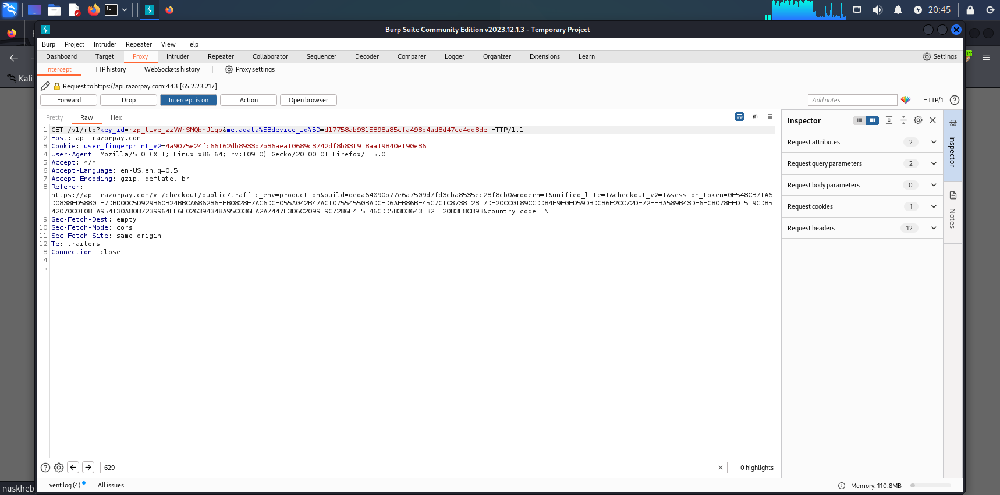 20:45
Burp Suite Community Edition v2023.12.1.3 - Temporary Project
Burp Project Intruder Repeater View Help
Dashboard Target Proxy Intruder Repeater Collaborator Sequencer Decoder Comparer Logger Organizer Extensions Learn Settings
Kali
Intercept HTTP history WebSockets history Proxy settings
Request to https://api.razorpay.com:443 [65.2.23.217]
Forward Drop Intercept is on Action Open browser Add notes HTTP/1
Pretty Raw Hex \n
Inspector
1 GET /v1/rtb?key_id=rzp_live_zzVWrSMQbhJlgp&metadata%5Bdevice_id%5D=d17758ab9315398a85cfa498b4ad8d47cd4dd8de HTTP/1.1
2 Host: api.razorpay.com
3 Cookie: user_fingerprint_v2=4a9075e24fc66162db8933d7b36aea10689c3742df8b831918aa19840e190e36
4 User-Agent: Mozilla/5.0 (X11; Linux x86_64; rv:109.0) Gecko/20100101 Firefox/115.0
5 Accept: */*
6 Accept-Language: en-US,en;q=0.5
7 Accept-Encoding: gzip, deflate, br
8 Referer:
https://api.razorpay.com/v1/checkout/public?traffic_env=production&build=deda64090b77e6a7509d7fd3cba8535ec23f8cb0&modern=1&unified_lite=1&checkout_v2=1&session_token=0F548CB71A6
D0838FD58801F7DBD00C5D929B60B24BBCA686236FFB0828F7AC6DCE055A042B47AC107554550BADCFD6AEB86BF45C7C1C873812317DF20CC0189CCDD84E9F0FD59DBDC36F2CC72DE72FFBA589B43DF6EC8078EED1519CD85
42070C0108FA954130A80B7239964FF6F026394348A95C036EA2A7447E3D6C209919C7286F415146CDD5B3D3643EB2EE20B3E8CB9B&country_code=IN
9 Sec-Fetch-Dest: empty
10 Sec-Fetch-Mode: cors
11 Sec-Fetch-Site: same-origin
12 Te: trailers
13 Connection: close
14
15
Request attributes 2
Request query parameters 2
Request body parameters 0
Request cookies 1
Request headers 12
Inspector
Notes
629
0 highlights
Event log (4) All issues
Memory: 110.8MB
nuskheb